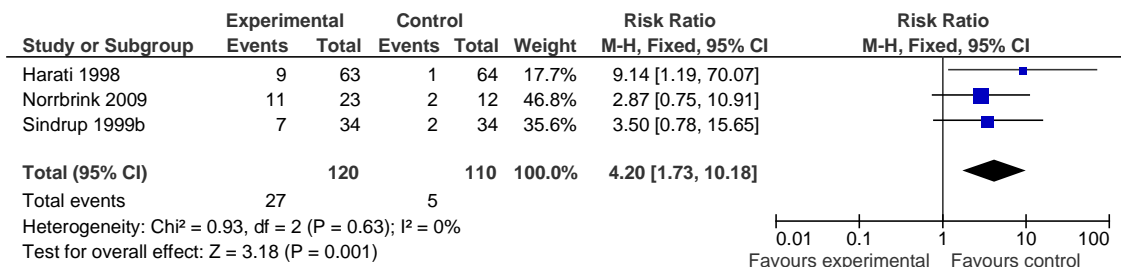 Experimental Control Risk Ratio Risk Ratio
Study or Subgroup Events Total Events Total Weight M-H, Fixed, 95% CI M-H, Fixed, 95% CI
Harati 1998 9 63 1 64 17.7% 9.14 [1.19, 70.07]
Norrbrink 2009 11 23 2 12 46.8% 2.87 [0.75, 10.91]
Sindrup 1999b 7 34 2 34 35.6% 3.50 [0.78, 15.65]
Total (95% CI) 120 110 100.0% 4.20 [1.73, 10.18]
Total events 27 5
Heterogeneity: Chi² = 0.93, df = 2 (P = 0.63); I² = 0%
Test for overall effect: Z = 3.18 (P = 0.001)
0.01 0.1 1 10 100
Favours experimental Favours control